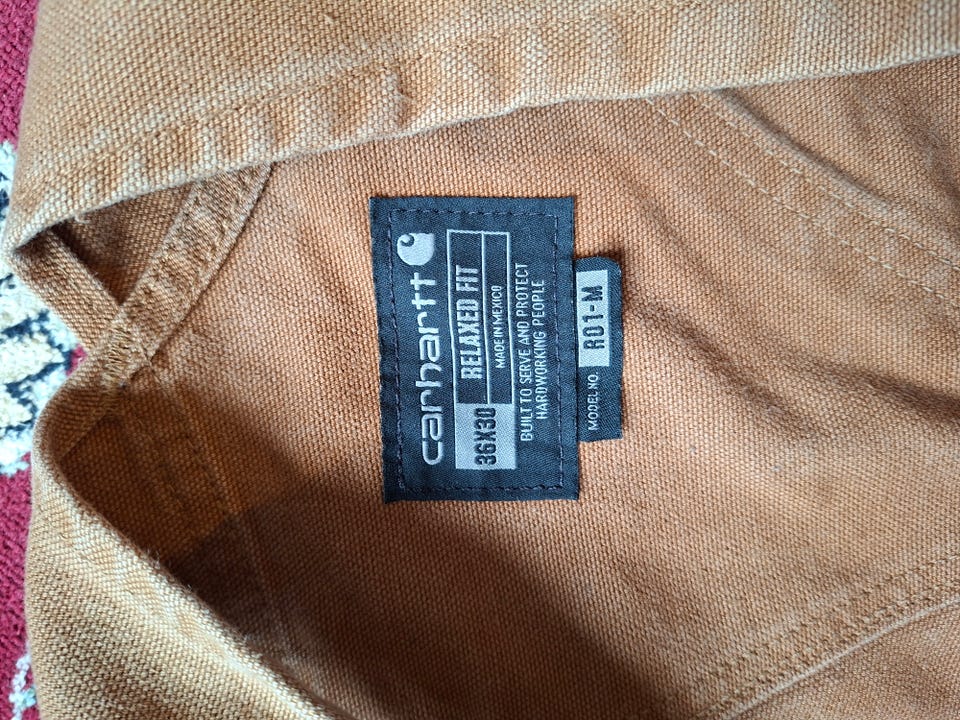 carhartt
36X30 RELAXED FIT
MADE IN MEXICO
BUILT TO SERVE AND PROTECT
HARDWORKING PEOPLE
MODEL NO. R01-M